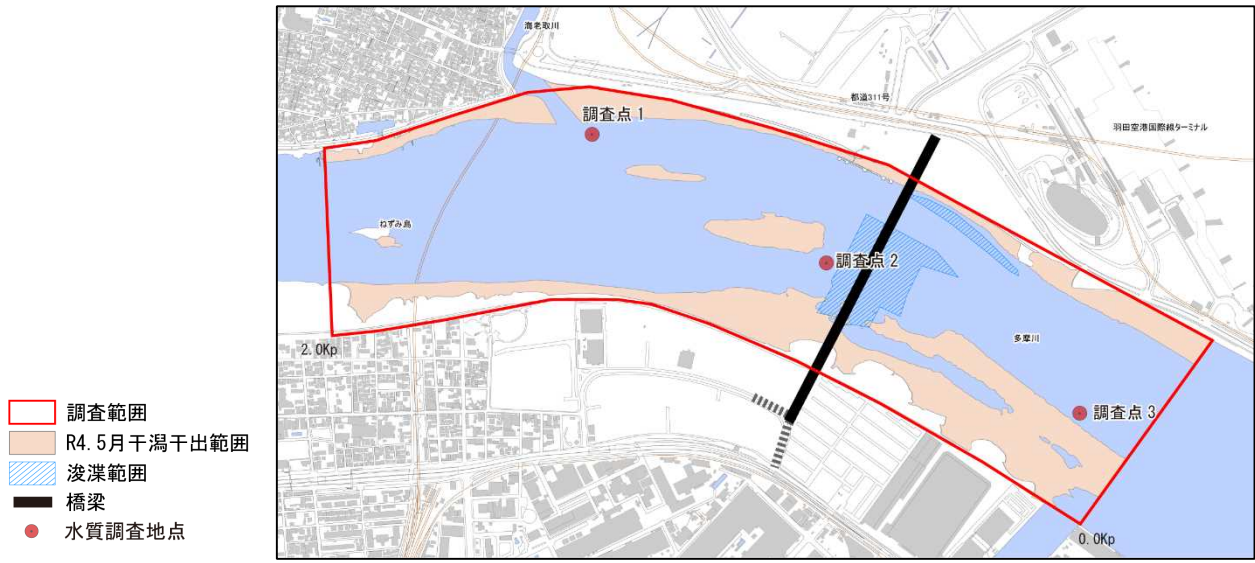 海老取川
調査点1
都道311号
羽田空港国際線ターミナル
ねずみ島
調査点2
多摩川
2.0Kp
調査点3
0.0Kp
調査範囲
R4.5月干潟干出範囲
浚渫範囲
橋梁
水質調査地点